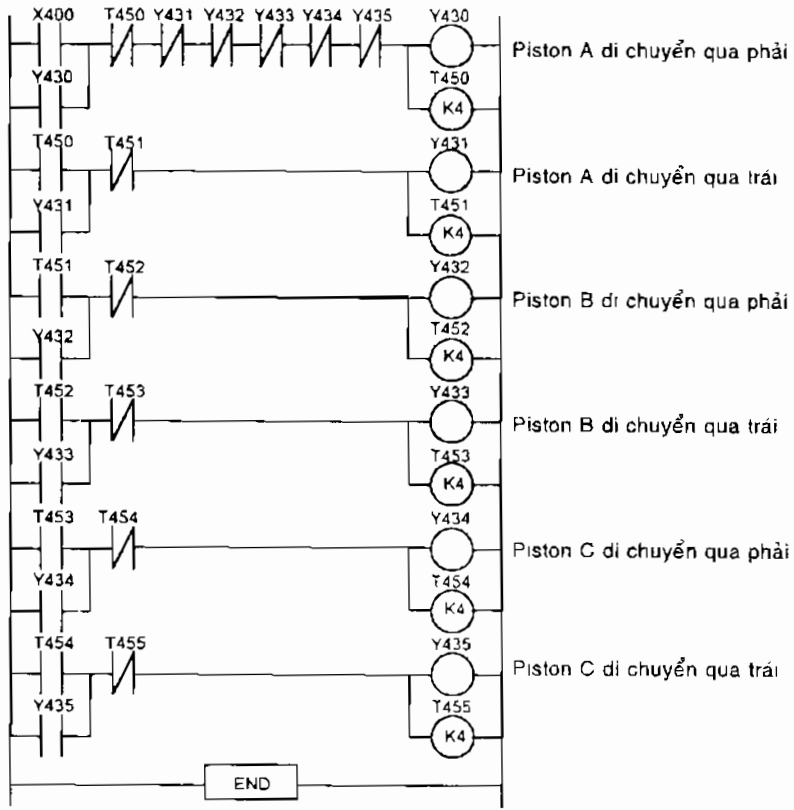 X400 T450 Y431 Y432 Y433 Y434 Y435 Y430
Piston A di chuyển qua phải
Y430 T450
K4
T450 T451 Y431
Piston A di chuyển qua trái
Y431 T451
K4
T451 T452 Y432
Piston B di chuyển qua phải
Y432 T452
K4
T452 T453 Y433
Piston B di chuyển qua trái
Y433 T453
K4
T453 T454 Y434
Piston C di chuyển qua phải
Y434 T454
K4
T454 T455 Y435
Piston C di chuyển qua trái
Y435 T455
K4
END